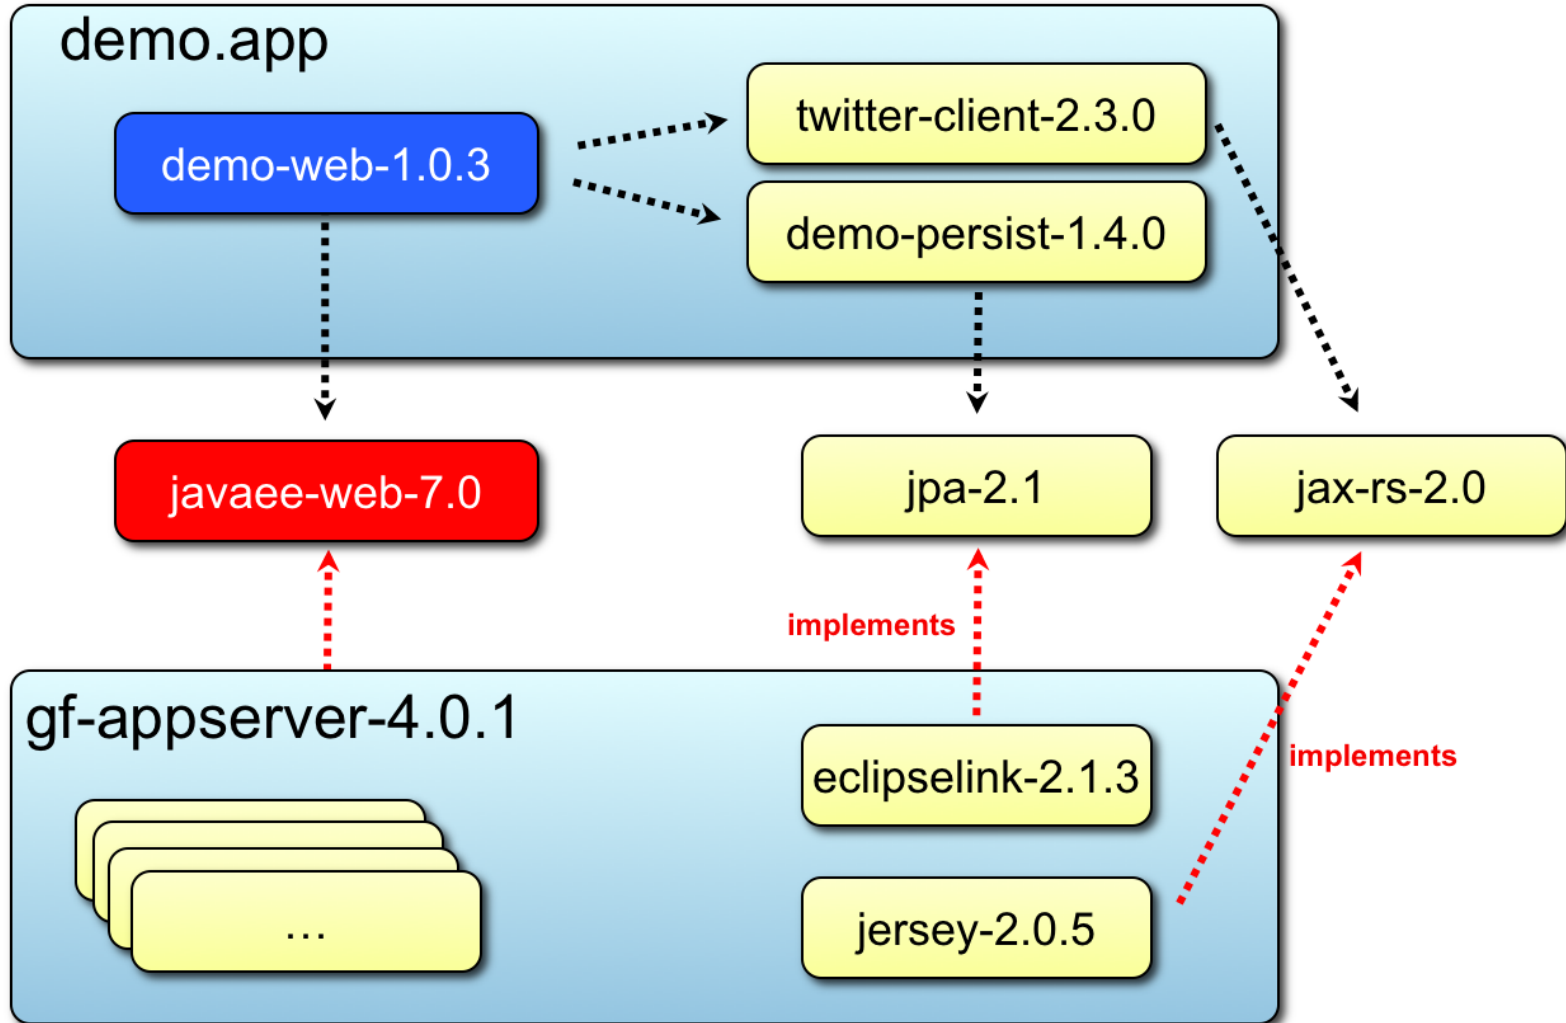 demo.app
twitter-client-2.3.0
demo-web-1.0.3
demo-persist-1.4.0
javaee-web-7.0
jpa-2.1
jax-rs-2.0
implements
gf-appserver-4.0.1
implements
eclipselink-2.1.3
...
jersey-2.0.5